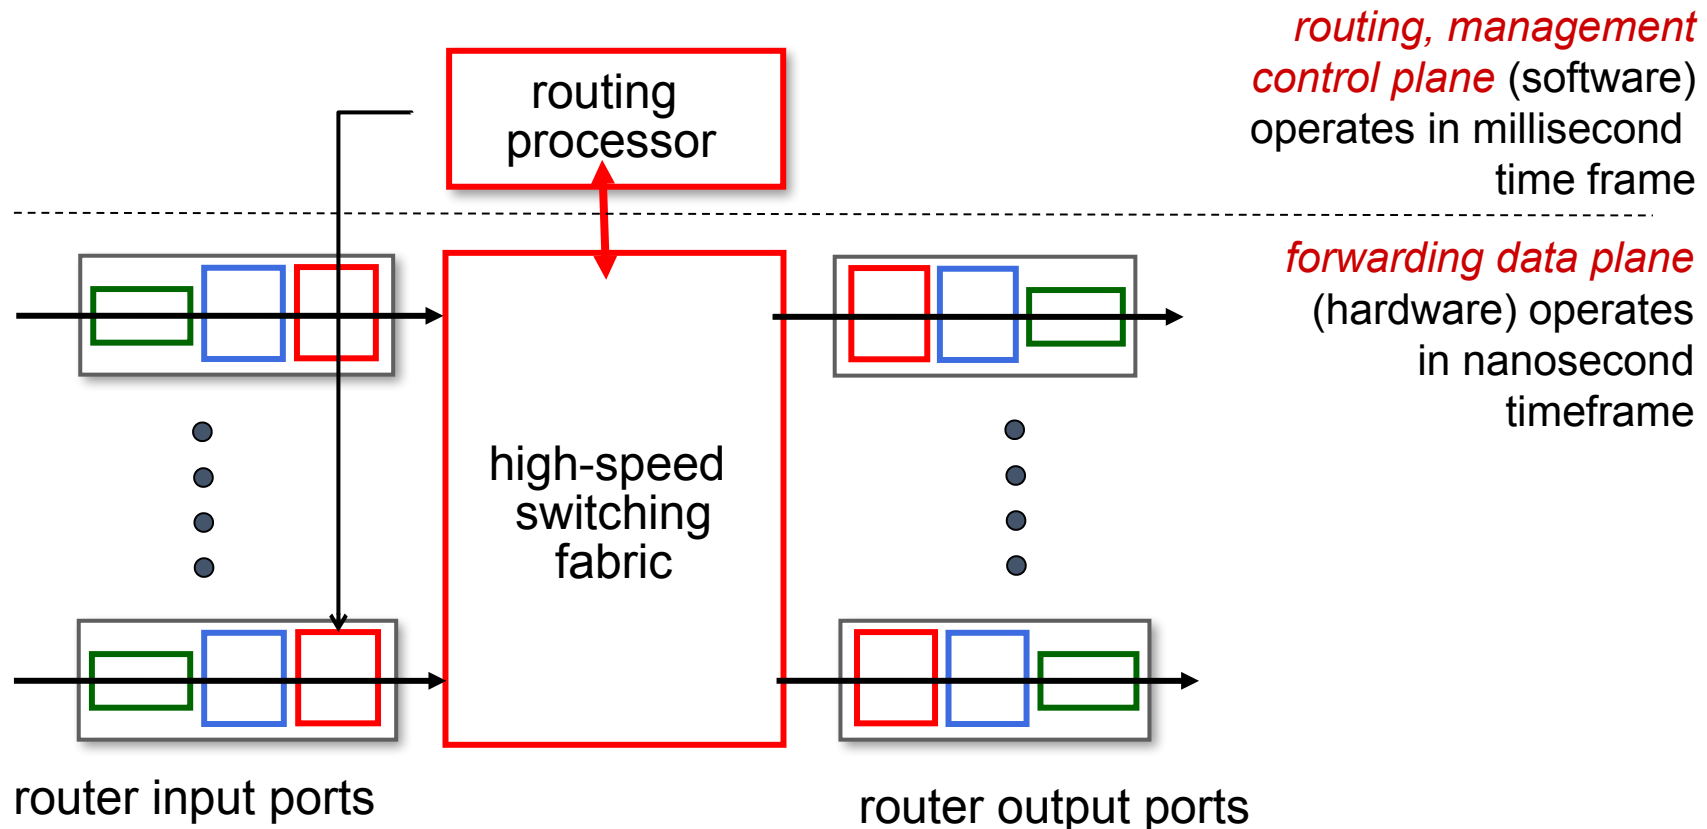 routing, management
control plane (software)
operates in millisecond
time frame
routing
processor
forwarding data plane
(hardware) operates
in nanosecond
timeframe
high-speed
switching
fabric
router input ports
router output ports